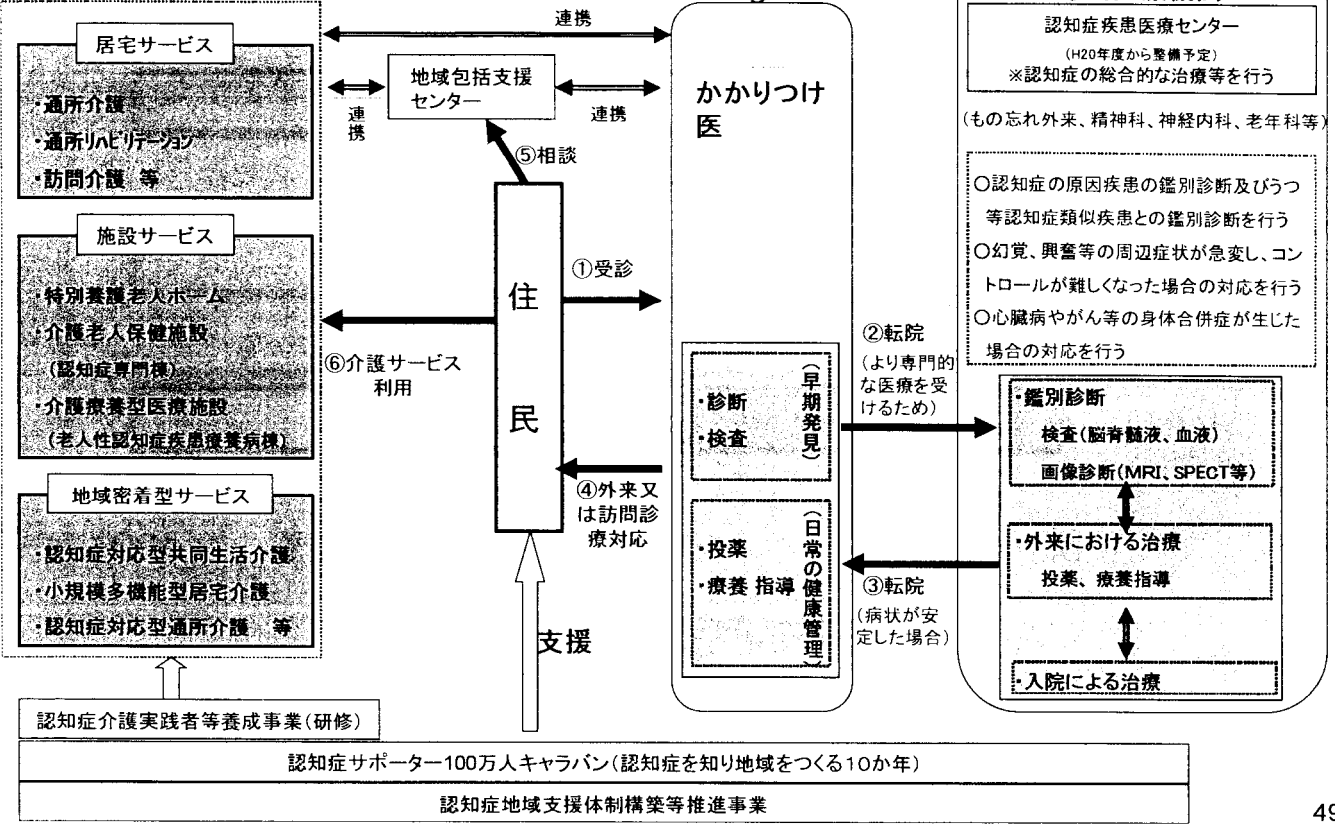 連携
居宅サービス
・通所介護
・通所リハビリテーション
・訪問介護 等
地域包括支援
センター
連携
連携
⑤相談
施設サービス
・特別養護老人ホーム
・介護老人保健施設
(認知症専門棟)
・介護療養型医療施設
(老人性認知症疾患療養病棟)
地域密着型サービス
・認知症対応型共同生活介護
・小規模多機能型居宅介護
・認知症対応型通所介護 等
住民
①受診
⑥介護サービス
利用
④外来又
は訪問診
療対応
支援
かかりつけ
医
・診断
・検査
(早期発見)
・投薬
・療養 指導
(日常の健康管理)
②転院
(より専門的
な医療を受
けるため)
③転院
(病状が安
定した場合)
認知症疾患医療センター
(H20年度から整備予定)
※認知症の総合的な治療等を行う
(もの忘れ外来、精神科、神経内科、老年科等)
○認知症の原因疾患の鑑別診断及びうつ
等認知症類似疾患との鑑別診断を行う
○幻覚、興奮等の周辺症状が急変し、コン
トロールが難しくなった場合の対応を行う
○心臓病やがん等の身体合併症が生じた
場合の対応を行う
・鑑別診断
検査(脳脊髄液、血液)
画像診断(MRI、SPECT等)
・外来における治療
投薬、療養指導
・入院による治療
認知症介護実践者等養成事業(研修)
認知症サポーター100万人キャラバン(認知症を知り地域をつくる10か年)
認知症地域支援体制構築等推進事業
49